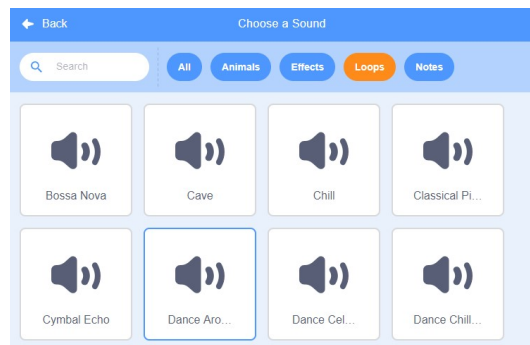 Back Choose a Sound
Search All Animals Effects Loops Notes
Bossa Nova Cave Chill Classical Pi...
Cymbal Echo Dance Aro... Dance Cel... Dance Chill...